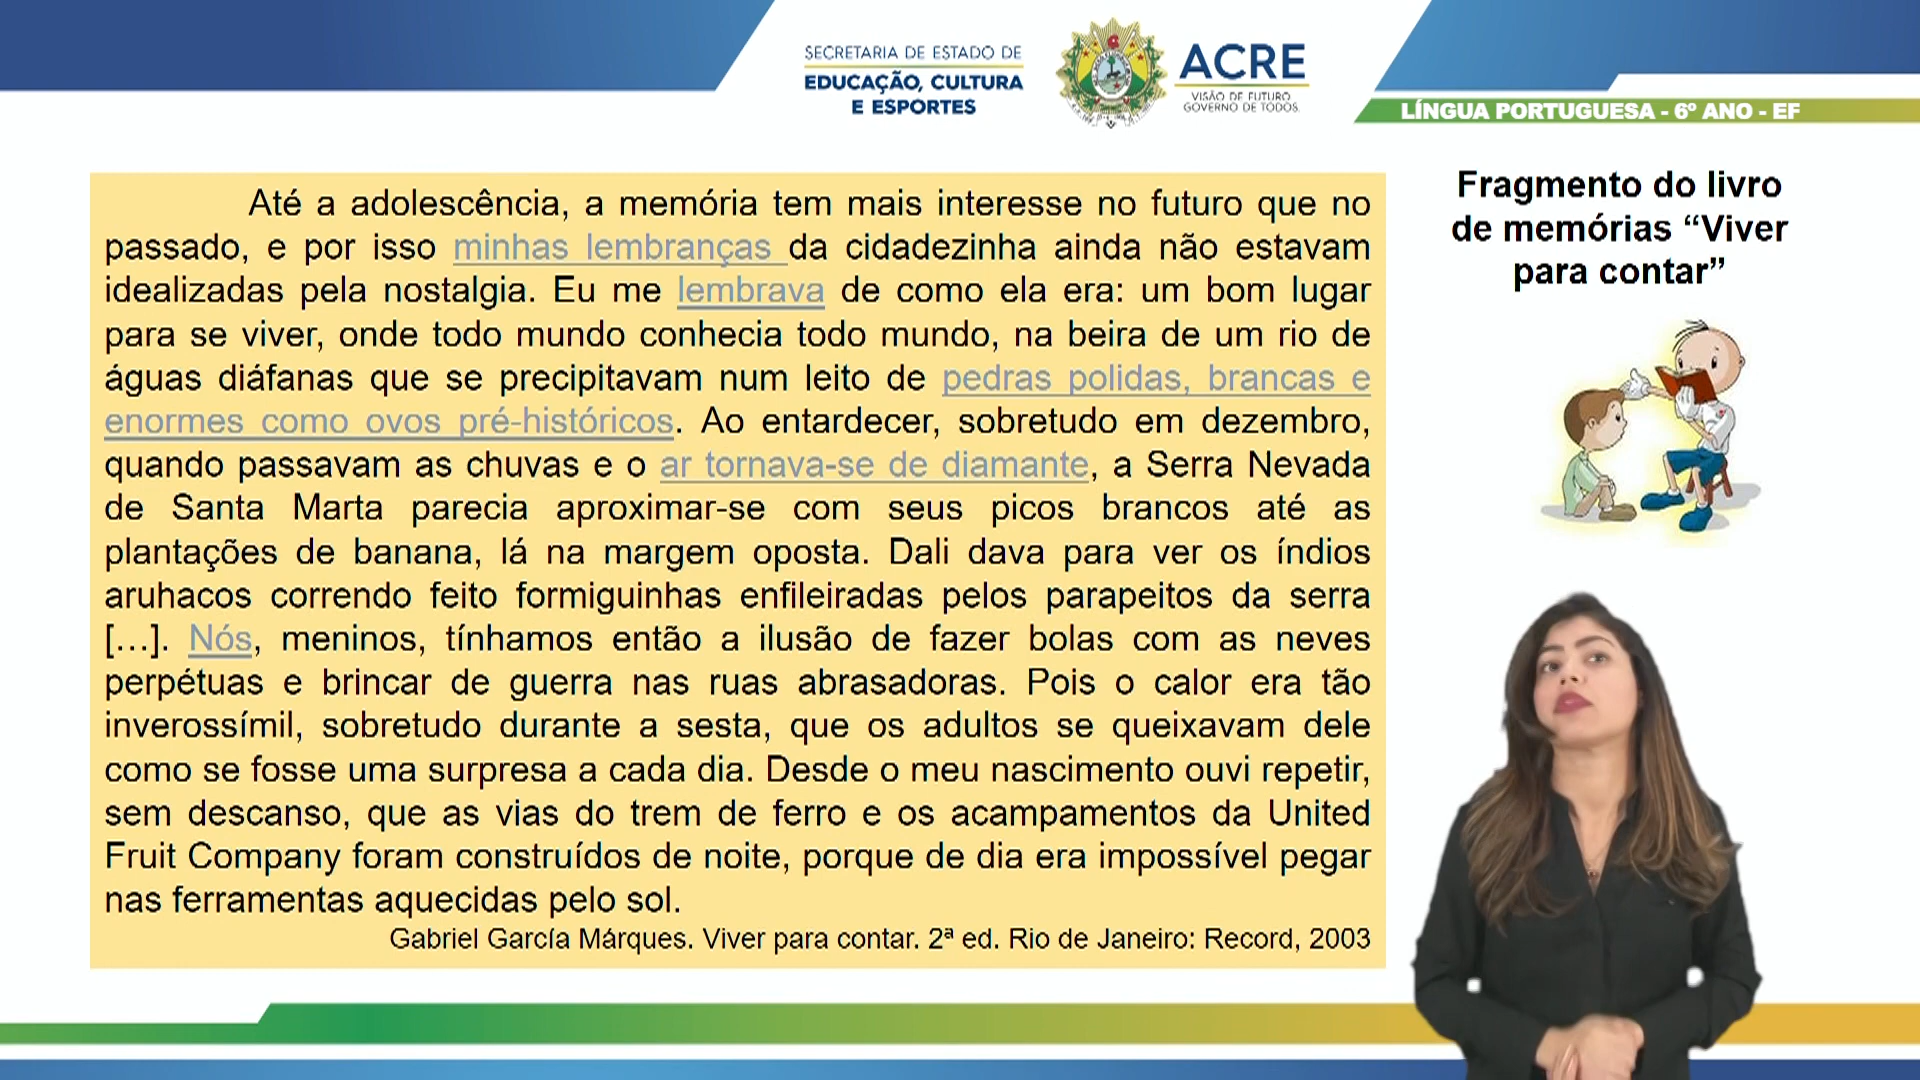 SECRETARIA DE ESTADO DE
EDUCAÇÃO, CULTURA
E ESPORTES
ACRE
VISÃO DE FUTURO
GOVERNO DE TODOS.
LÍNGUA PORTUGUESA - 6º ANO - EF
Até a adolescência, a memória tem mais interesse no futuro que no
passado, e por isso minhas lembranças da cidadezinha ainda não estavam
idealizadas pela nostalgia. Eu me lembrava de como ela era: um bom lugar
para se viver, onde todo mundo conhecia todo mundo, na beira de um rio de
águas diáfanas que se precipitavam num leito de pedras polidas, brancas e
enormes como ovos pré-históricos. Ao entardecer, sobretudo em dezembro,
quando passavam as chuvas e o ar tornava-se de diamante, a Serra Nevada
de Santa Marta parecia aproximar-se com seus picos brancos até as
plantações de banana, lá na margem oposta. Dali dava para ver os índios
aruhacos correndo feito formiguinhas enfileiradas pelos parapeitos da serra
[…]. Nós, meninos, tínhamos então a ilusão de fazer bolas com as neves
perpétuas e brincar de guerra nas ruas abrasadoras. Pois o calor era tão
inverossímil, sobretudo durante a sesta, que os adultos se queixavam dele
como se fosse uma surpresa a cada dia. Desde o meu nascimento ouvi repetir,
sem descanso, que as vias do trem de ferro e os acampamentos da United
Fruit Company foram construídos de noite, porque de dia era impossível pegar
nas ferramentas aquecidas pelo sol.
Gabriel García Márques. Viver para contar. 2ª ed. Rio de Janeiro: Record, 2003
Fragmento do livro
de memórias “Viver
para contar”